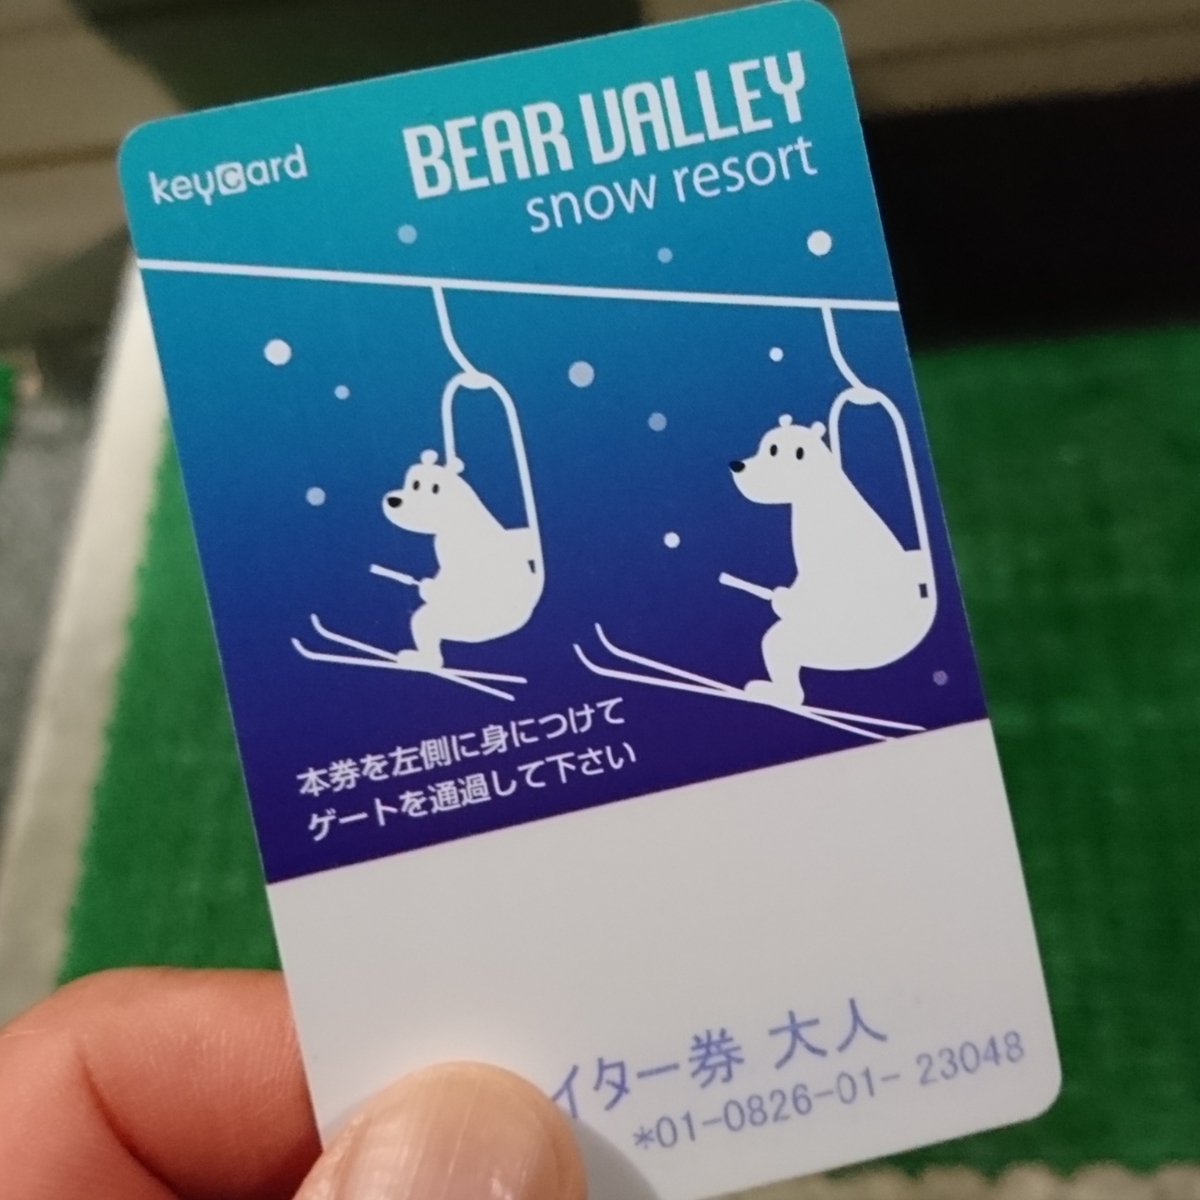 keycard
BEAR VALLEY
snow resort
本券を左側に身につけて
ゲートを通過して下さい
イター券 大人
*01-0826-01- 23048